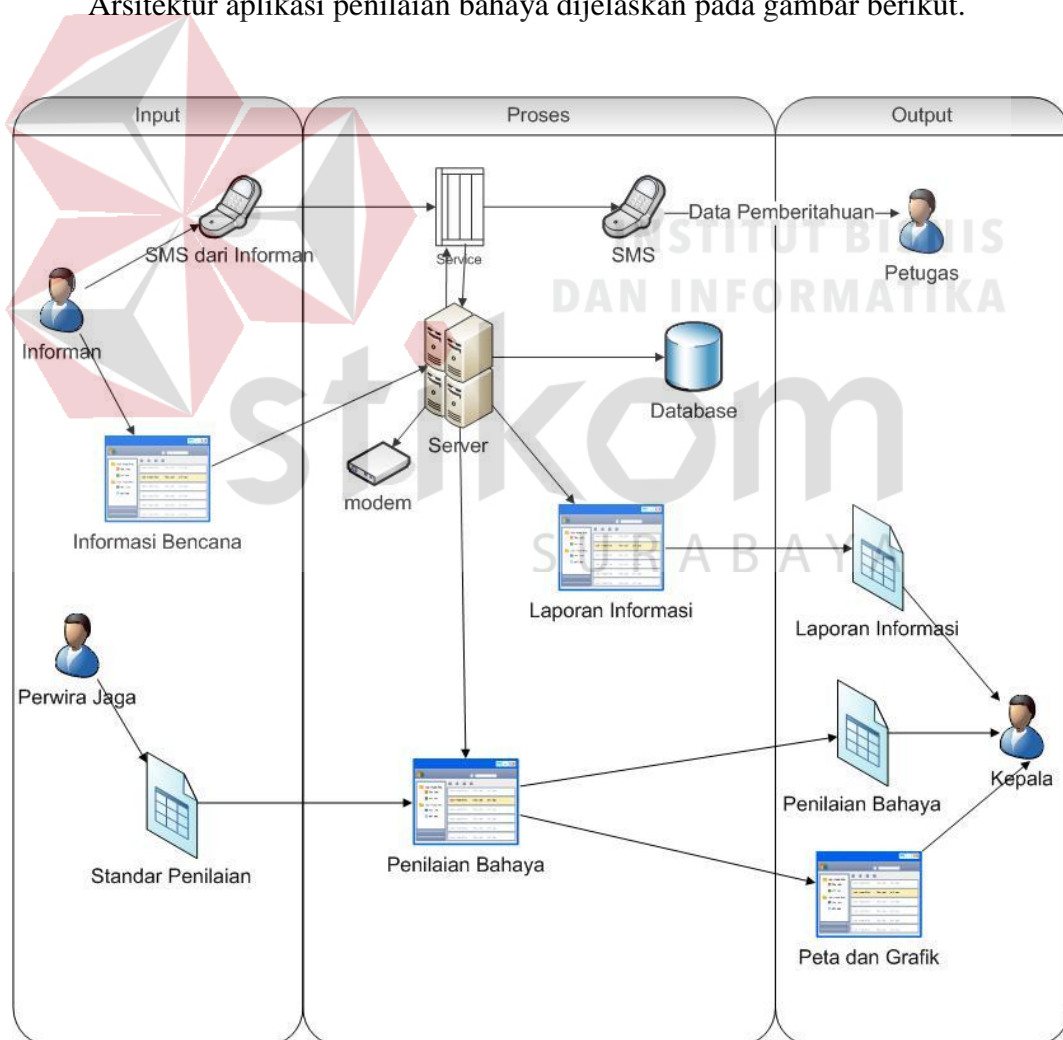 Arsitektur aplikasi penilaian bahaya dijelaskan pada gambar berikut.
Input
Proses
Output
SMS dari Informan
Service
SMS
Data Pemberitahuan
Petugas
INSTITUT BISNIS
DAN INFORMATIKA
Informan
Database
Server
stikom
modem
Informasi Bencana
SURABAYA
Laporan Informasi
Laporan Informasi
Perwira Jaga
Kepala
Penilaian Bahaya
Penilaian Bahaya
Standar Penilaian
Peta dan Grafik